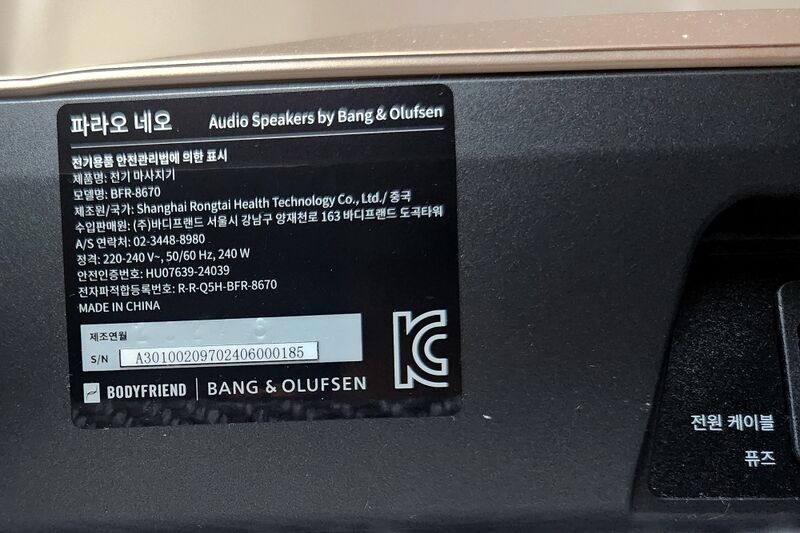 파라오 네오 Audio Speakers by Bang & Olufsen
전기용품 안전관리법에 의한 표시
제품명: 전기 마사지기
모델명: BFR-8670
제조원/국가: Shanghai Rongtai Health Technology Co., Ltd./ 중국
수입판매원: (주)바디프랜드 서울시 강남구 양재천로 163 바디프랜드 도곡타워
A/S 연락처: 02-3448-8980
정격: 220-240 V~, 50/60 Hz, 240 W
안전인증번호: HU07639-24039
전자파적합등록번호: R-R-Q5H-BFR-8670
MADE IN CHINA
제조연월
S/N A30100209702406000185
BODYFRIEND | BANG & OLUFSEN
KC
전원 케이블
퓨즈